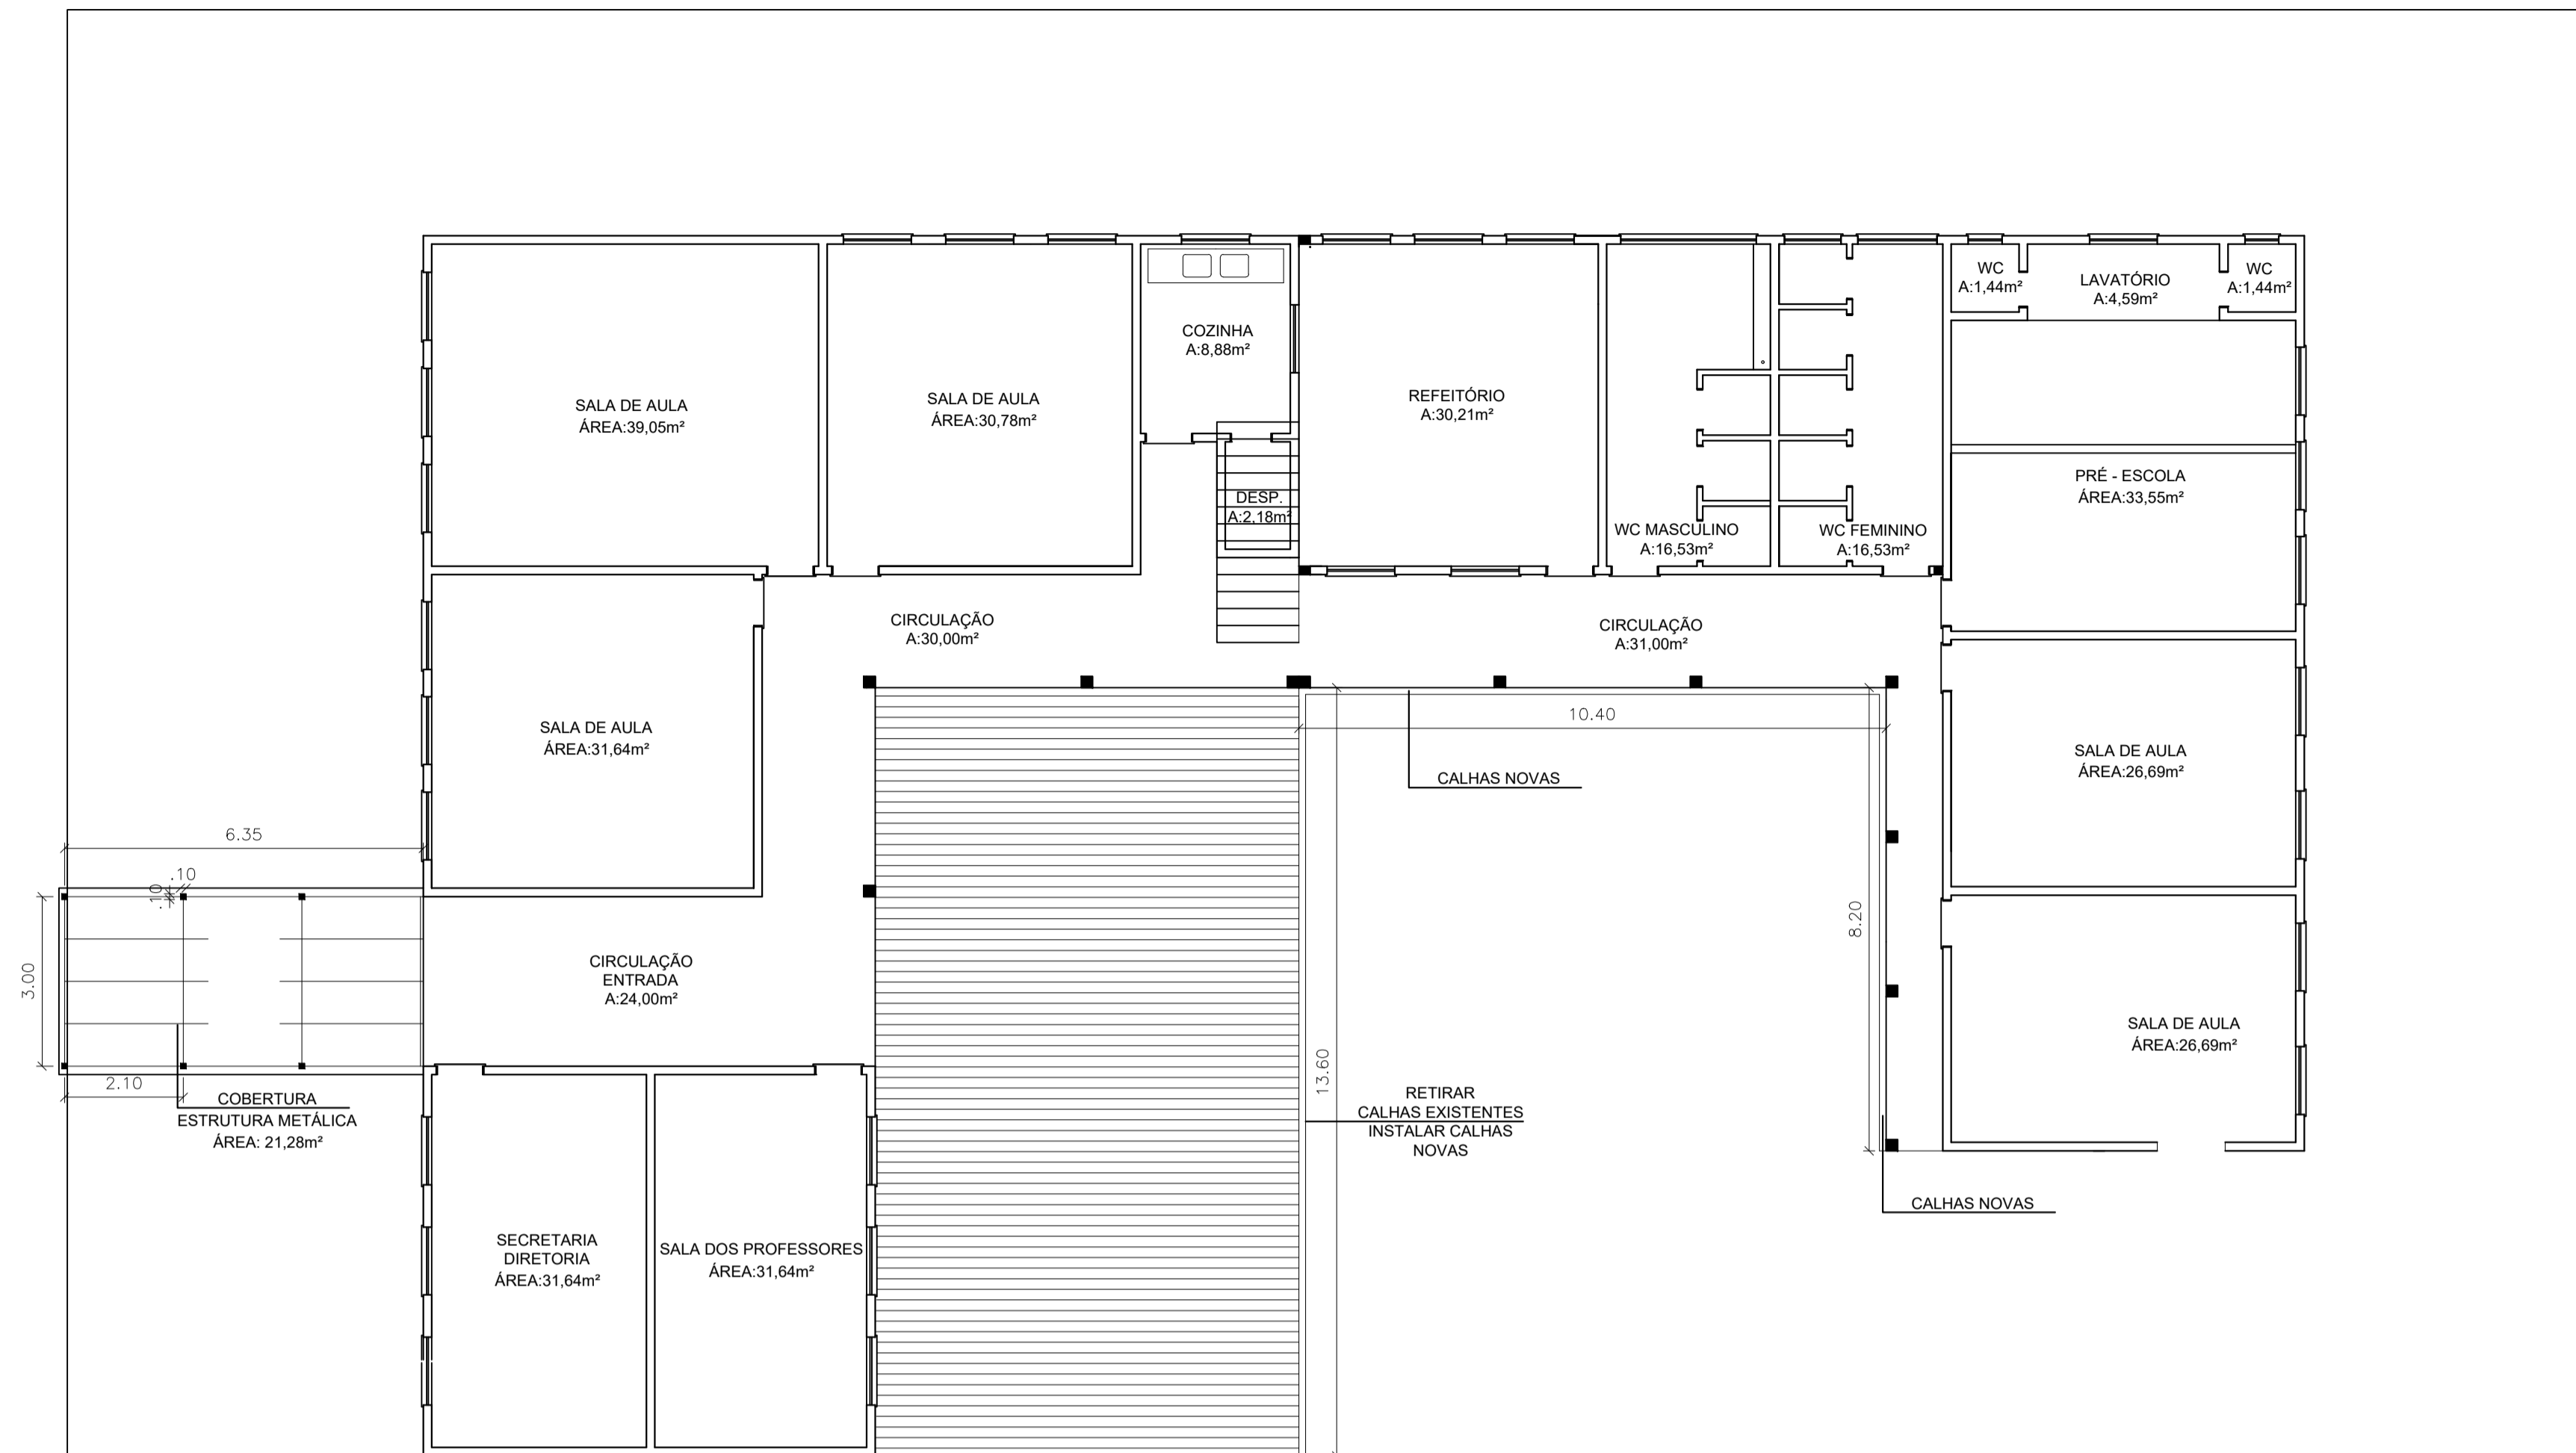 WC
A:1,44m²
LAVATÓRIO
A:4,59m²
WC
A:1,44m²
COZINHA
A:8,88m²
SALA DE AULA
ÁREA:39,05m²
SALA DE AULA
ÁREA:30,78m²
REFEITÓRIO
A:30,21m²
PRÉ - ESCOLA
ÁREA:33,55m²
DESP.
A:2,18m²
WC MASCULINO
A:16,53m²
WC FEMININO
A:16,53m²
CIRCULAÇÃO
A:30,00m²
CIRCULAÇÃO
A:31,00m²
SALA DE AULA
ÁREA:31,64m²
10.40
CALHAS NOVAS
SALA DE AULA
ÁREA:26,69m²
6.35
.10
.10
3.00
8.20
CIRCULAÇÃO
ENTRADA
A:24,00m²
SALA DE AULA
ÁREA:26,69m²
2.10
COBERTURA
ESTRUTURA METÁLICA
ÁREA: 21,28m²
13.60
RETIRAR
CALHAS EXISTENTES
INSTALAR CALHAS
NOVAS
CALHAS NOVAS
SECRETARIA
DIRETORIA
ÁREA:31,64m²
SALA DOS PROFESSORES
ÁREA:31,64m²